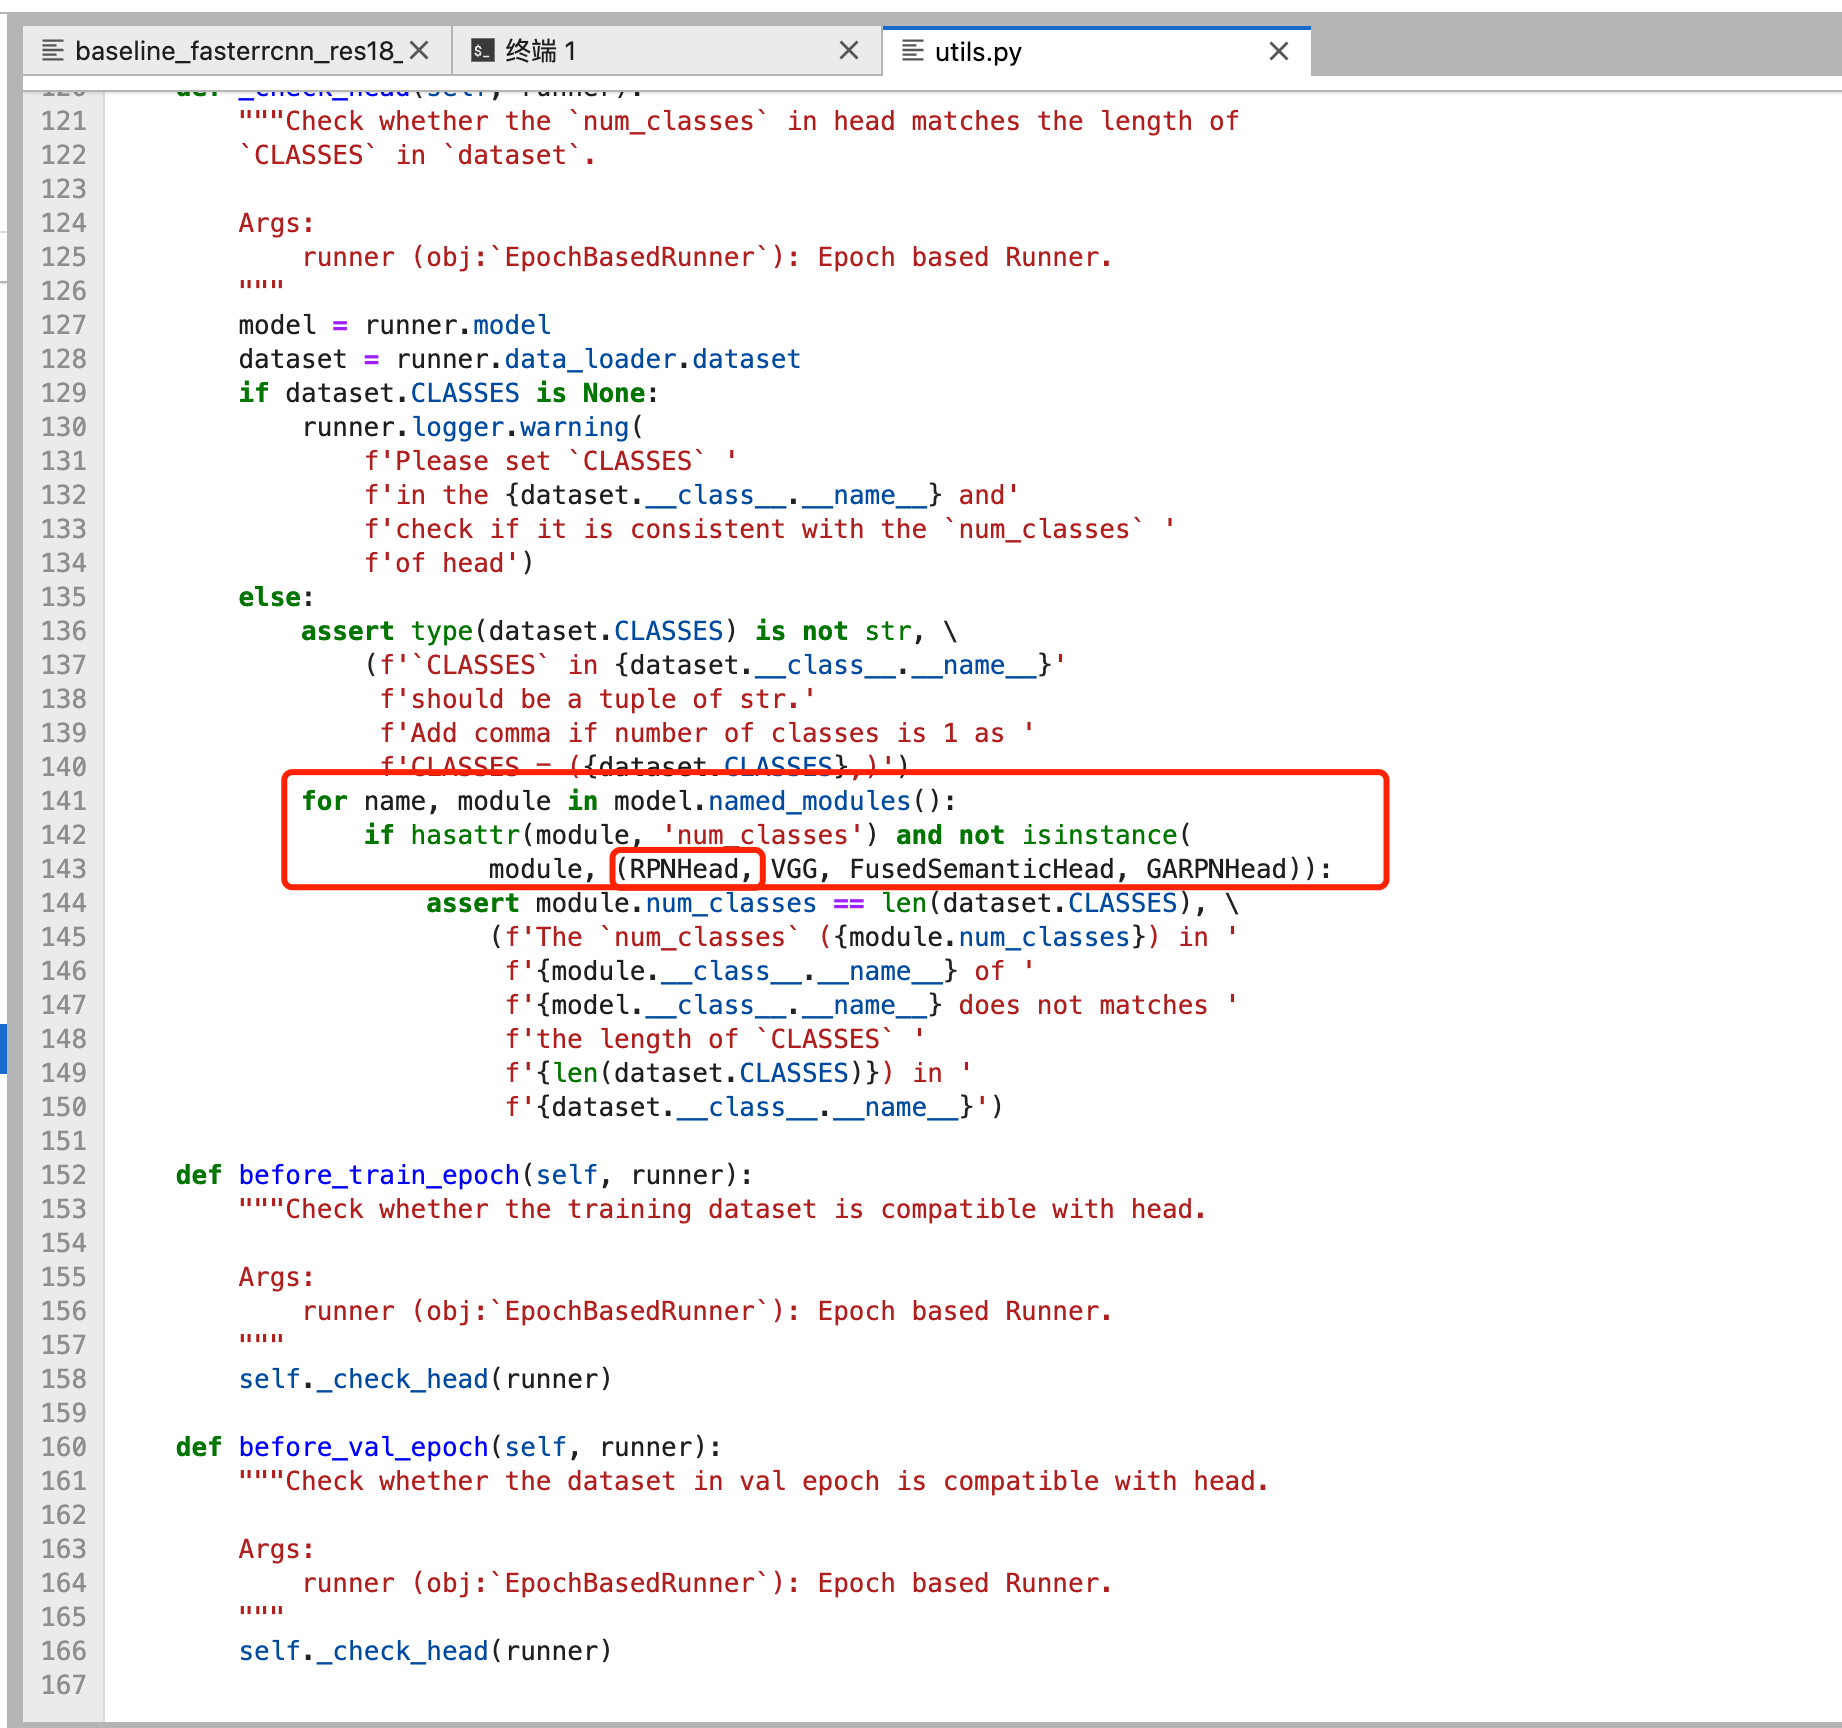 baseline_fasterrcnn_res18_
终端 1
utils.py
120 def _check_head(self, runner):
121 """Check whether the `num_classes` in head matches the length of
122 `CLASSES` in `dataset`.
123
124 Args:
125 runner (obj:`EpochBasedRunner`): Epoch based Runner.
126 """
127 model = runner.model
128 dataset = runner.data_loader.dataset
129 if dataset.CLASSES is None:
130 runner.logger.warning(
131 f'Please set `CLASSES` '
132 f'in the {dataset.__class__.__name__} and'
133 f'check if it is consistent with the `num_classes` '
134 f'of head')
135 else:
136 assert type(dataset.CLASSES) is not str, \
137 (f'`CLASSES` in {dataset.__class__.__name__}'
138 f'should be a tuple of str.'
139 f'Add comma if number of classes is 1 as '
140 f'CLASSES = ({dataset.CLASSES},)')
141 for name, module in model.named_modules():
142 if hasattr(module, 'num_classes') and not isinstance(
143 module, (RPNHead, VGG, FusedSemanticHead, GARPNHead)):
144 assert module.num_classes == len(dataset.CLASSES), \
145 (f'The `num_classes` ({module.num_classes}) in '
146 f'{module.__class__.__name__} of '
147 f'{model.__class__.__name__} does not matches '
148 f'the length of `CLASSES` '
149 f'{len(dataset.CLASSES)}) in '
150 f'{dataset.__class__.__name__}')
151
152 def before_train_epoch(self, runner):
153 """Check whether the training dataset is compatible with head.
154
155 Args:
156 runner (obj:`EpochBasedRunner`): Epoch based Runner.
157 """
158 self._check_head(runner)
159
160 def before_val_epoch(self, runner):
161 """Check whether the dataset in val epoch is compatible with head.
162
163 Args:
164 runner (obj:`EpochBasedRunner`): Epoch based Runner.
165 """
166 self._check_head(runner)
167